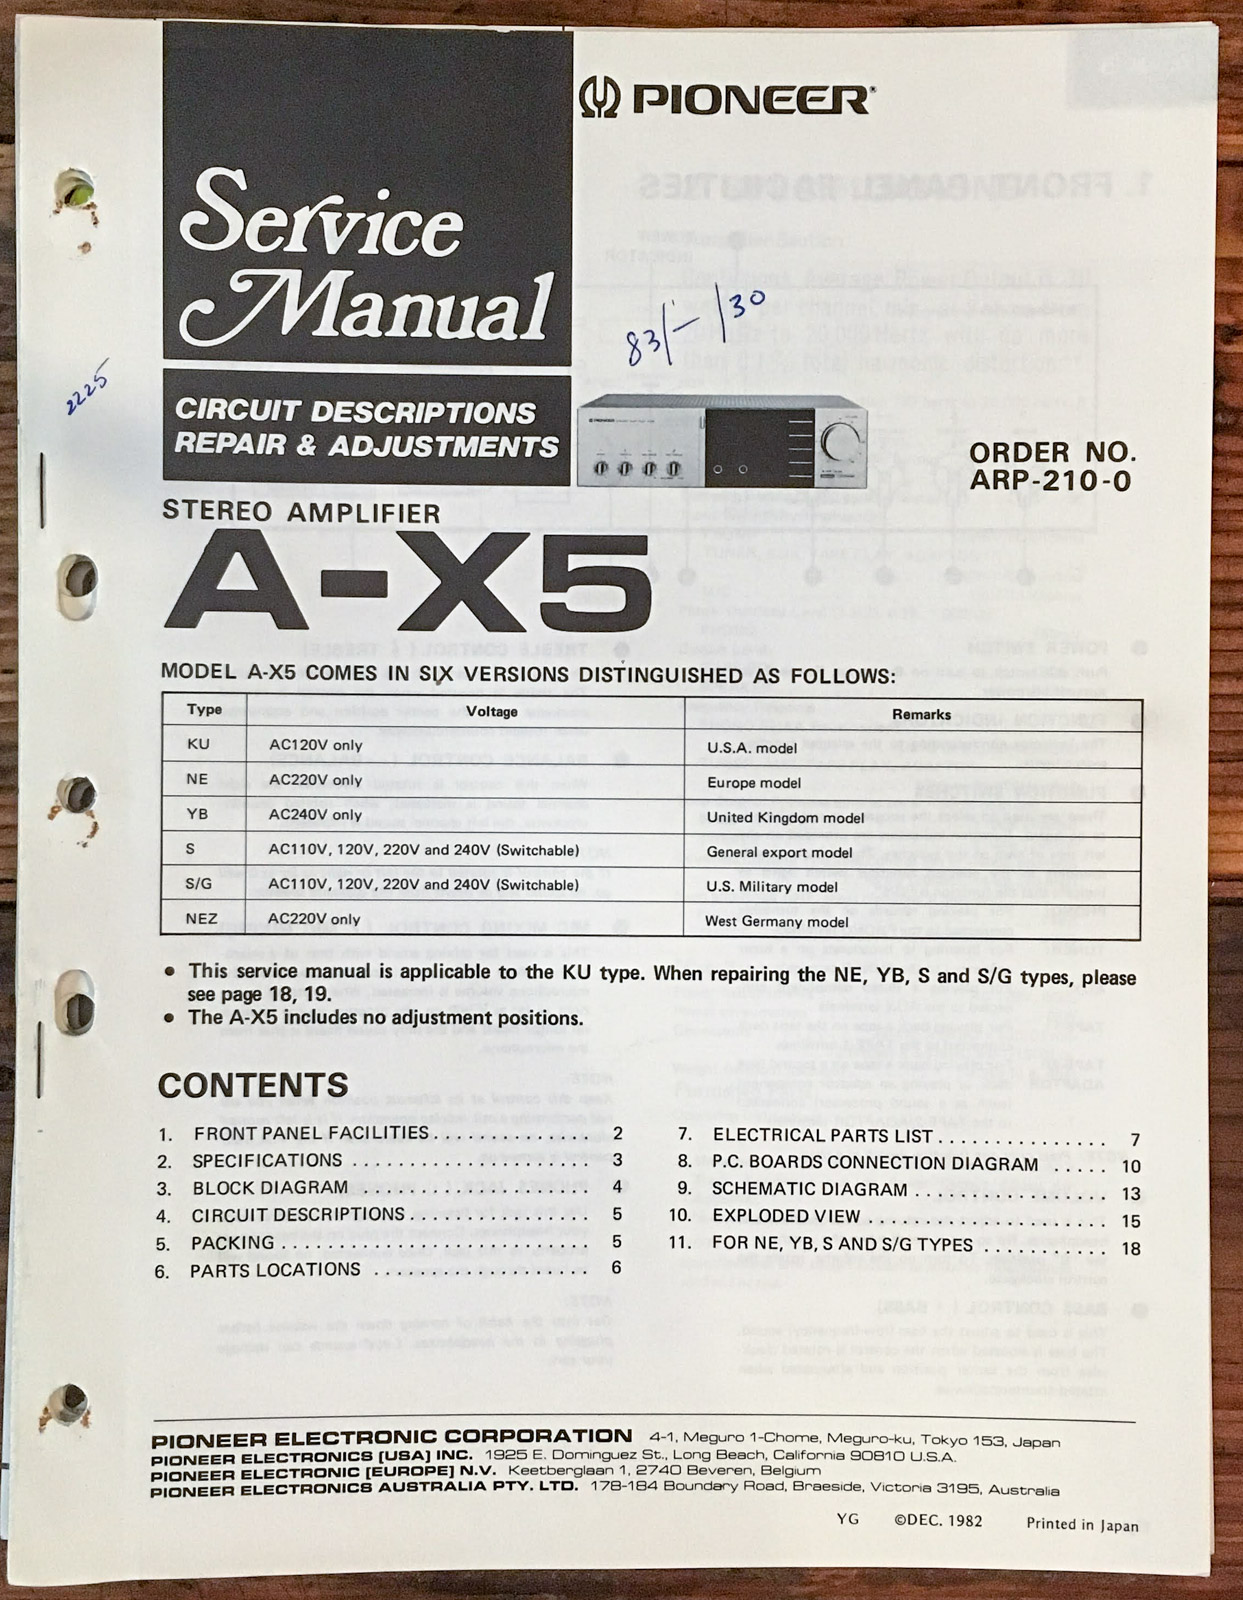 PIONEER®
Service
Manual
83/-/30
2225
CIRCUIT DESCRIPTIONS
REPAIR & ADJUSTMENTS
PIONEER
ORDER NO.
ARP-210-0
STEREO AMPLIFIER
A-X5
MODEL A-X5 COMES IN SIX VERSIONS DISTINGUISHED AS FOLLOWS:
Type Voltage Remarks
KU AC120V only U.S.A. model
NE AC220V only Europe model
YB AC240V only United Kingdom model
S AC110V, 120V, 220V and 240V (Switchable) General export model
S/G AC110V, 120V, 220V and 240V (Switchable) U.S. Military model
NEZ AC220V only West Germany model
• This service manual is applicable to the KU type. When repairing the NE, YB, S and S/G types, please
see page 18, 19.
• The A-X5 includes no adjustment positions.
CONTENTS
1. FRONT PANEL FACILITIES . . . . . . . . . . . . . 2
2. SPECIFICATIONS . . . . . . . . . . . . . . . . . . . . 3
3. BLOCK DIAGRAM . . . . . . . . . . . . . . . . . . . . 4
4. CIRCUIT DESCRIPTIONS . . . . . . . . . . . . . . . 5
5. PACKING . . . . . . . . . . . . . . . . . . . . . . . . . . 5
6. PARTS LOCATIONS . . . . . . . . . . . . . . . . . . 6
7. ELECTRICAL PARTS LIST . . . . . . . . . . . . . . . 7
8. P.C. BOARDS CONNECTION DIAGRAM . . . . . 10
9. SCHEMATIC DIAGRAM . . . . . . . . . . . . . . . . 13
10. EXPLODED VIEW . . . . . . . . . . . . . . . . . . . . 15
11. FOR NE, YB, S AND S/G TYPES . . . . . . . . . . . 18
PIONEER ELECTRONIC CORPORATION 4-1, Meguro 1-Chome, Meguro-ku, Tokyo 153, Japan
PIONEER ELECTRONICS [USA] INC. 1925 E. Dominguez St., Long Beach, California 90810 U.S.A.
PIONEER ELECTRONIC [EUROPE] N.V. Keetberglaan 1, 2740 Beveren, Belgium
PIONEER ELECTRONICS AUSTRALIA PTY. LTD. 178-184 Boundary Road, Braeside, Victoria 3195, Australia
YG ©DEC. 1982 Printed in Japan